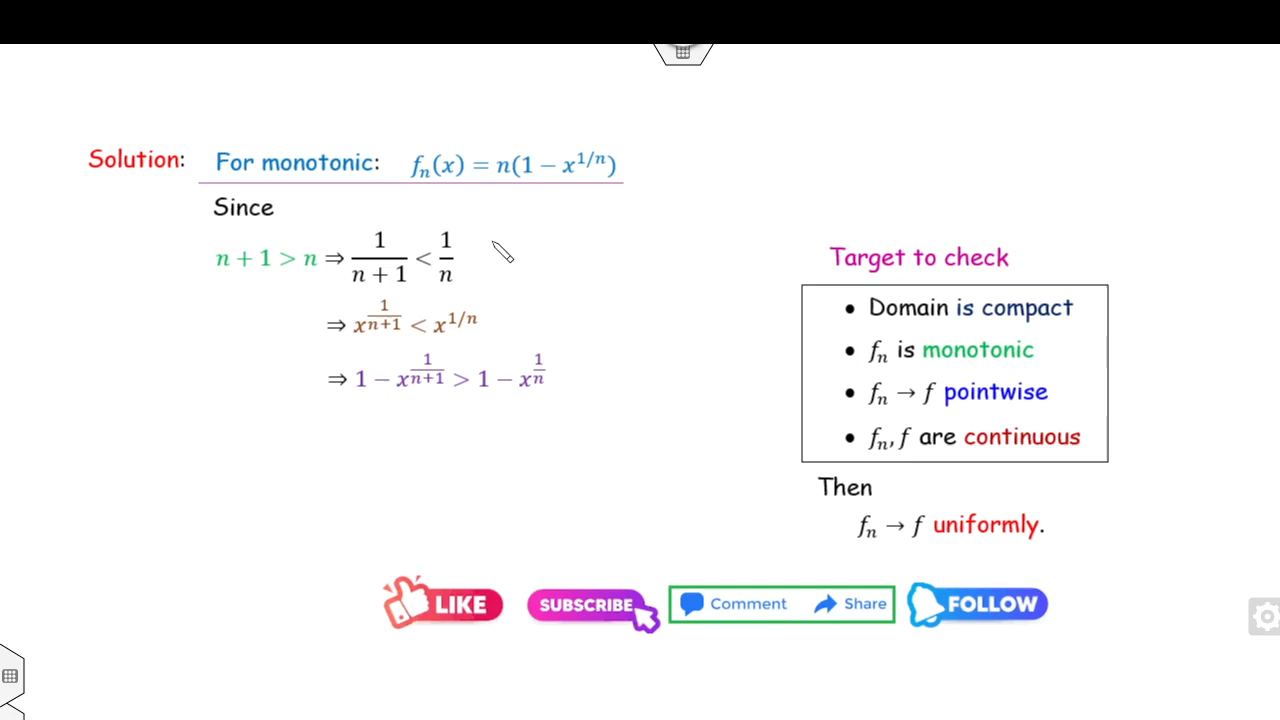 Solution: For monotonic: fₙ(x) = n(1 − x^{1/n})
Since
n + 1 > n ⇒ 1/(n + 1) < 1/n
⇒ x^{1/(n+1)} < x^{1/n}
⇒ 1 − x^{1/(n+1)} > 1 − x^{1/n}
Target to check
• Domain is compact
• fₙ is monotonic
• fₙ → f pointwise
• fₙ, f are continuous
Then
fₙ → f uniformly.
LIKE SUBSCRIBE Comment Share FOLLOW